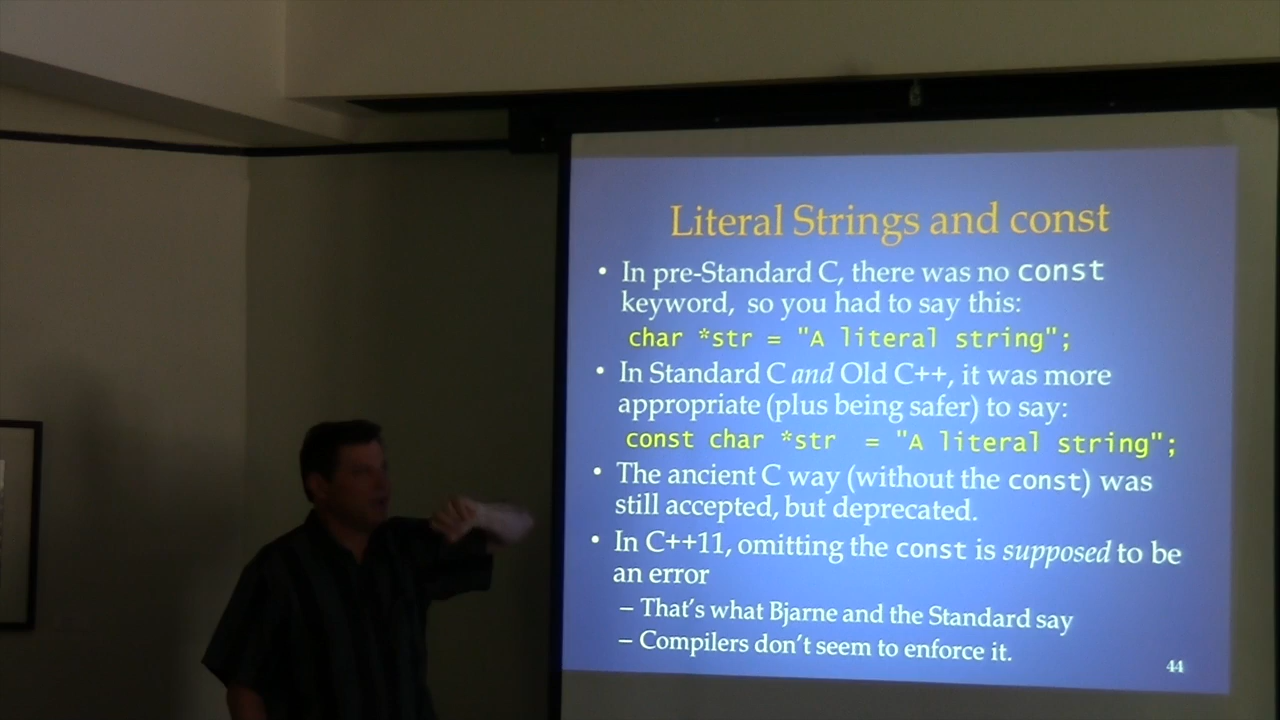 Literal Strings and const
• In pre-Standard C, there was no const
keyword, so you had to say this:
char *str = "A literal string";
• In Standard C and Old C++, it was more
appropriate (plus being safer) to say:
const char *str = "A literal string";
• The ancient C way (without the const) was
still accepted, but deprecated.
• In C++11, omitting the const is supposed to be
an error
– That's what Bjarne and the Standard say
– Compilers don't seem to enforce it.
44